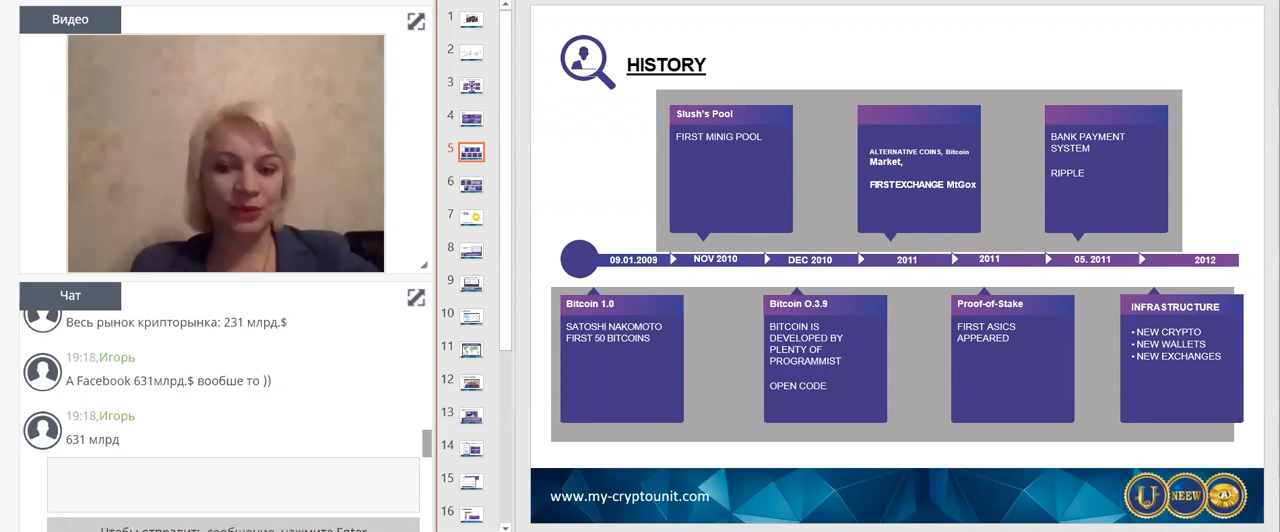 Видео
Чат
Весь рынок крипторынка: 231 млрд.$
19:18,Игорь
А Facebook 631млрд.$ вообше то ))
19:18,Игорь
631 млрд
Чтобы отправить сообщение, нажмите Enter
1
2
3
4
5
6
7
8
9
10
11
12
13
14
15
16
HISTORY
Slush's Pool
FIRST MINIG POOL
ALTERNATIVE COINS, Bitcoin
Market,
FIRSTEXCHANGE MtGox
BANK PAYMENT
SYSTEM
RIPPLE
09.01.2009
NOV 2010
DEC 2010
2011
2011
05. 2011
2012
Bitcoin 1.0
SATOSHI NAKOMOTO
FIRST 50 BITCOINS
Bitcoin O.3.9
BITCOIN IS
DEVELOPED BY
PLENTY OF
PROGRAMMIST
OPEN CODE
Proof-of-Stake
FIRST ASICS
APPEARED
INFRASTRUCTURE
• NEW CRYPTO
• NEW WALLETS
• NEW EXCHANGES
www.my-cryptounit.com
U
NEEW